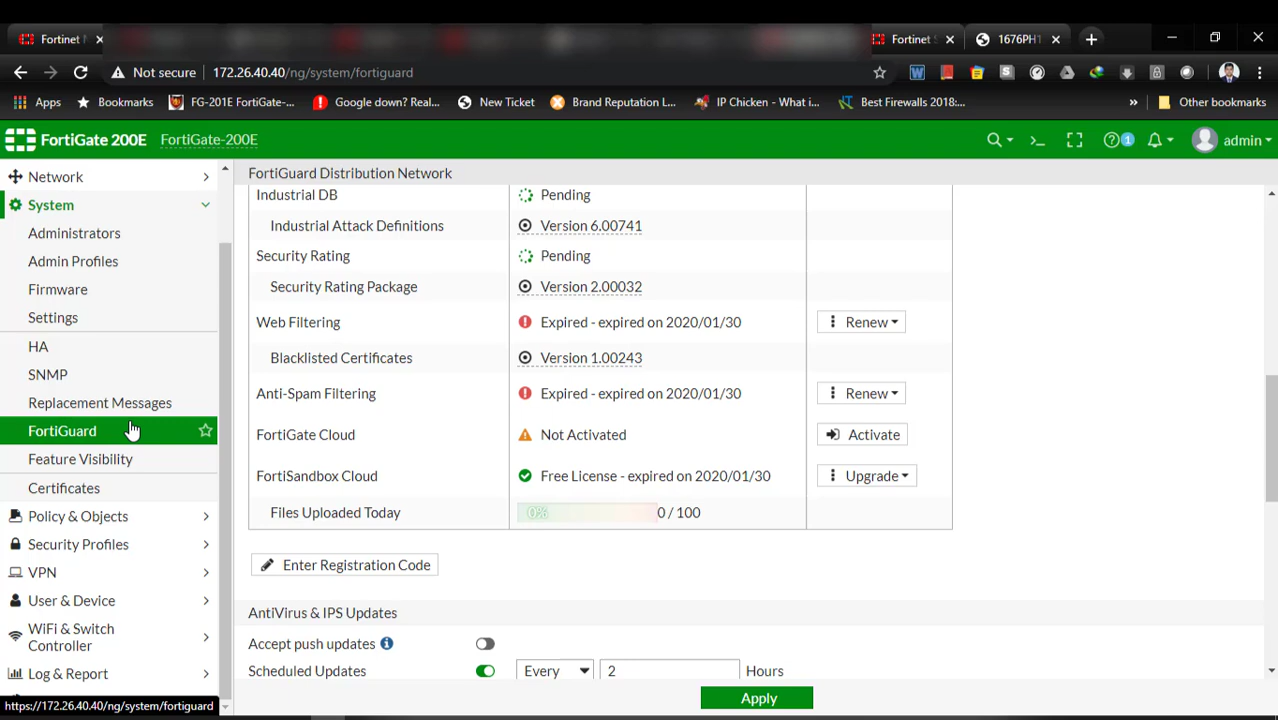 Fortinet N
Fortinet S
1676PH1
Not secure 172.26.40.40/ng/system/fortiguard
Apps Bookmarks FG-201E FortiGate-... Google down? Real... New Ticket Brand Reputation L... IP Chicken - What i... Best Firewalls 2018:... » Other bookmarks
FortiGate 200E FortiGate-200E 1 admin
Network
System
Administrators
Admin Profiles
Firmware
Settings
HA
SNMP
Replacement Messages
FortiGuard
Feature Visibility
Certificates
Policy & Objects
Security Profiles
VPN
User & Device
WiFi & Switch
Controller
Log & Report
https://172.26.40.40/ng/system/fortiguard
FortiGuard Distribution Network
Industrial DB Pending
Industrial Attack Definitions Version 6.00741
Security Rating Pending
Security Rating Package Version 2.00032
Web Filtering Expired - expired on 2020/01/30 Renew
Blacklisted Certificates Version 1.00243
Anti-Spam Filtering Expired - expired on 2020/01/30 Renew
FortiGate Cloud Not Activated Activate
FortiSandbox Cloud Free License - expired on 2020/01/30 Upgrade
Files Uploaded Today 0% 0 / 100
Enter Registration Code
AntiVirus & IPS Updates
Accept push updates
Scheduled Updates Every 2 Hours
Apply